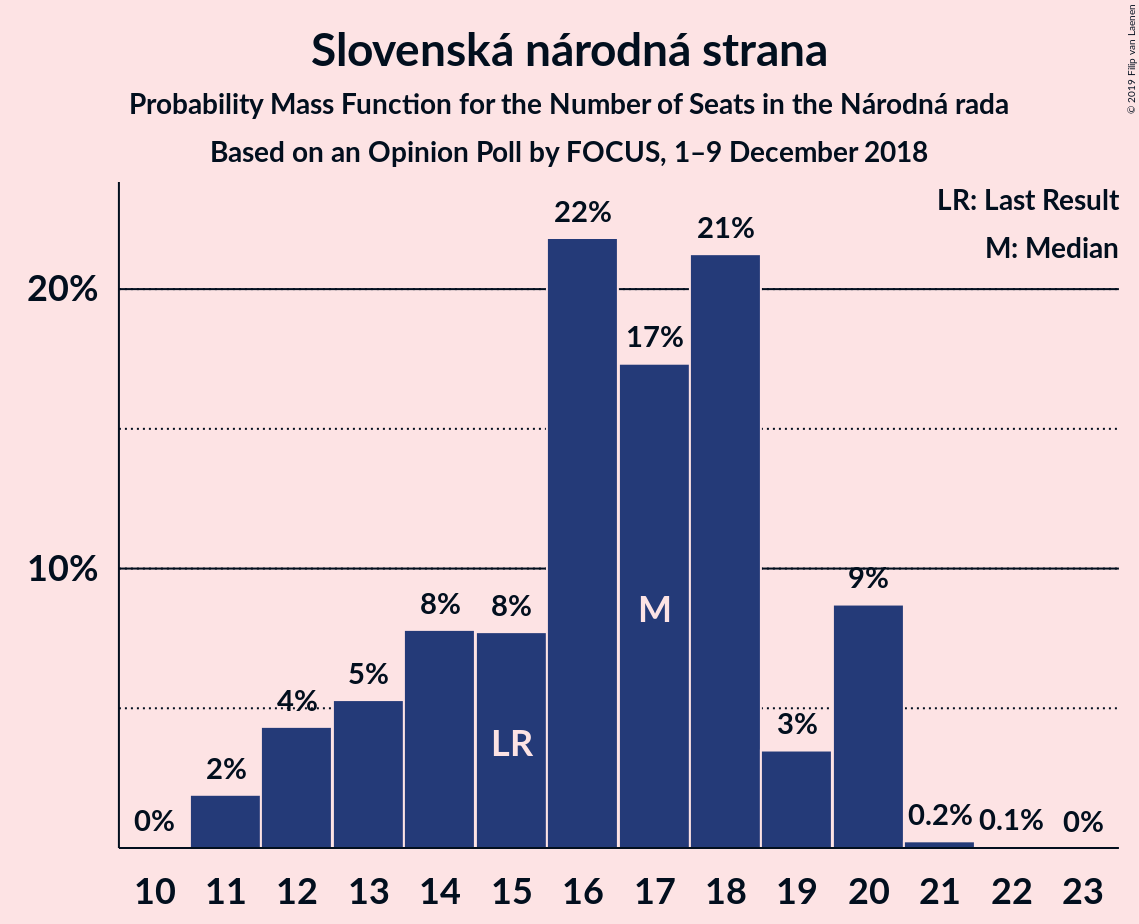 Slovenská národná strana
Probability Mass Function for the Number of Seats in the Národná rada
Based on an Opinion Poll by FOCUS, 1–9 December 2018
© 2019 Filip van Laenen
LR: Last Result
M: Median
20%
10%
0%
2%
4%
5%
8%
8%
22%
17%
21%
3%
9%
0.2%
0.1%
0%
LR
M
10 11 12 13 14 15 16 17 18 19 20 21 22 23